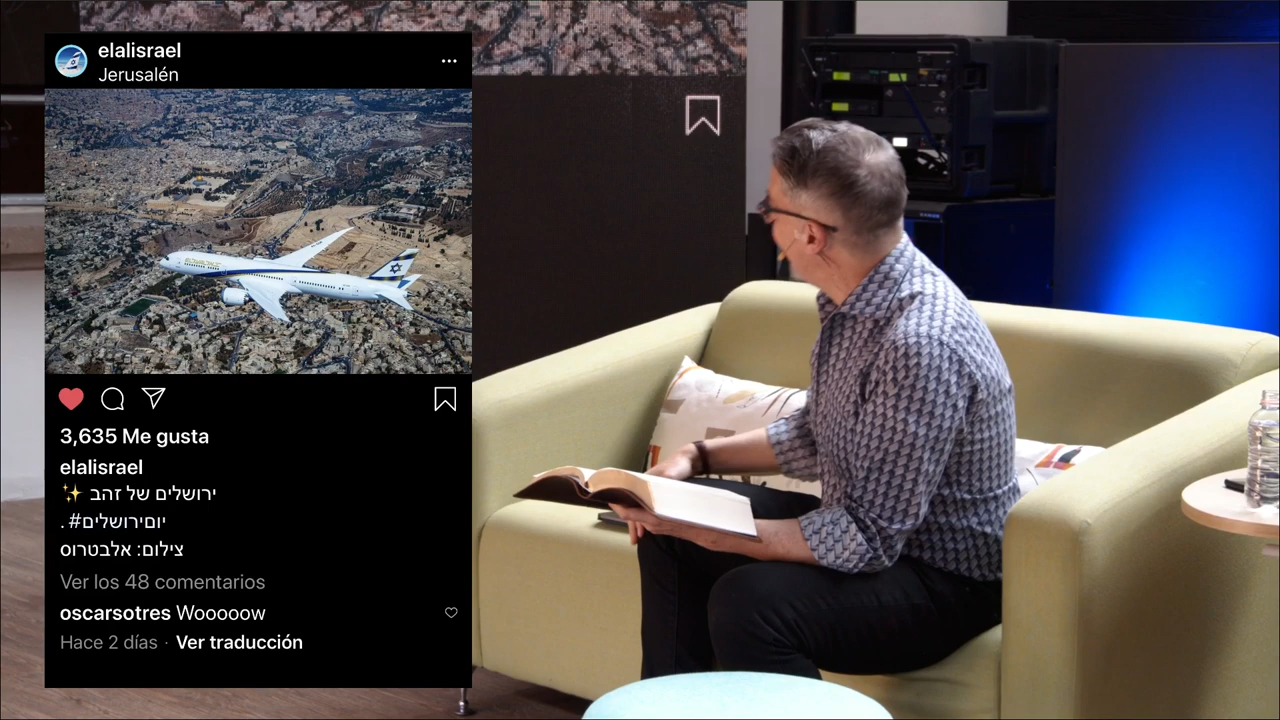 elalisrael
Jerusalén
3,635 Me gusta
elalisrael
ירושלים של זהב ✨
. #יוםירושלים
צילום: אלבטרוס
Ver los 48 comentarios
oscarsotres Wooooow
Hace 2 días · Ver traducción